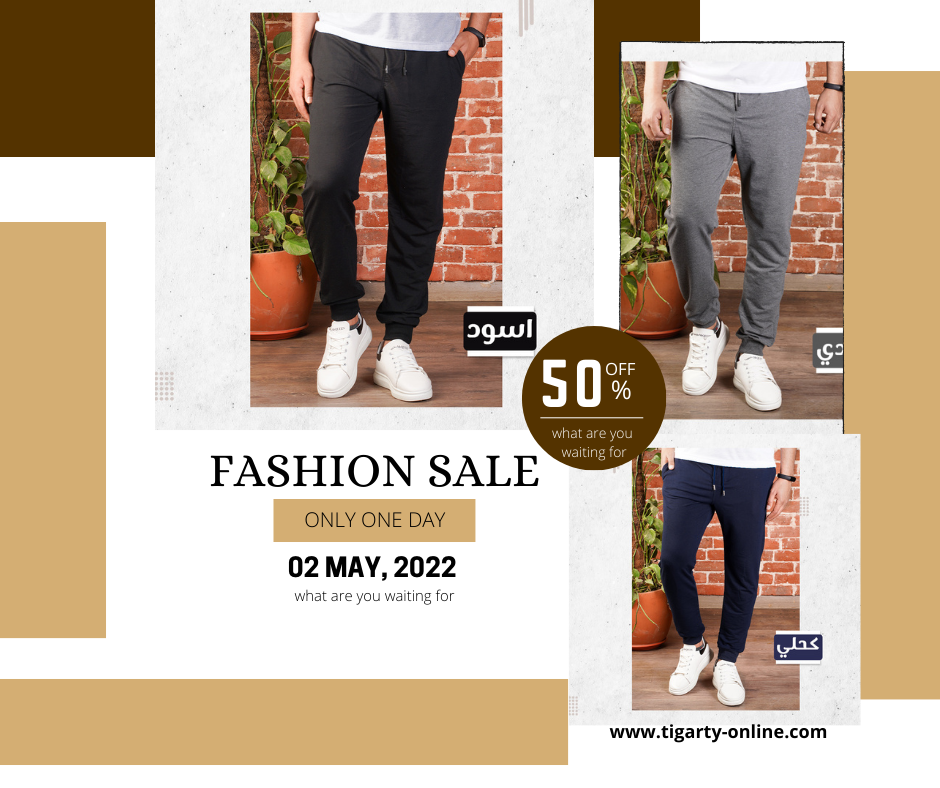 اسود
50 OFF
%
what are you
waiting for
FASHION SALE
ONLY ONE DAY
02 MAY, 2022
what are you waiting for
كحلي
www.tigarty-online.com